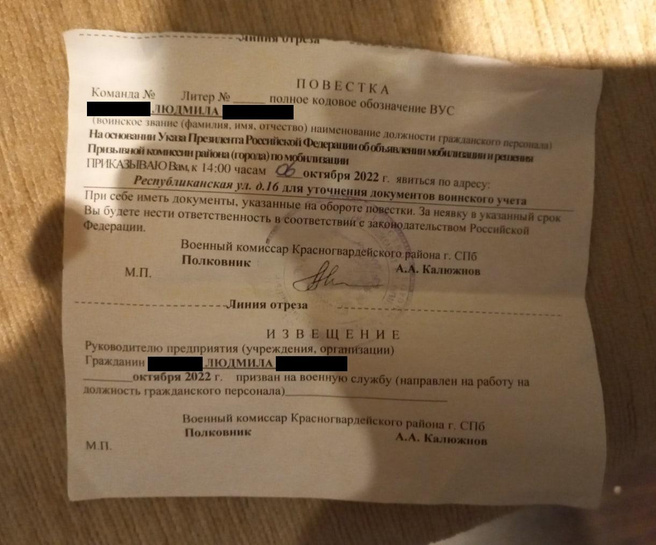 Линия отреза
ПОВЕСТКА
Команда № Литер № ______ полное кодовое обозначение ВУС
ЛЮДМИЛА
(воинское звание (фамилия, имя, отчество) наименование должности гражданского персонала)
На основании Указа Президента Российской Федерации об объявлении мобилизации и решения
Призывной комиссии района (города) по мобилизации
ПРИКАЗЫВАЮ Вам, к 14:00 часам 06 октября 2022 г. явиться по адресу:
Республиканская ул. д.16 для уточнения документов воинского учета
При себе иметь документы, указанные на обороте повестки. За неявку в указанный срок
Вы будете нести ответственность в соответствии с законодательством Российской
Федерации.
Военный комиссар Красногвардейского района г. СПб
Полковник А.А. Калюжнов
М.П.
Линия отреза
ИЗВЕЩЕНИЕ
Руководителю предприятия (учреждения, организации)
Гражданин ЛЮДМИЛА
______октября 2022 г. призван на военную службу (направлен на работу на
должность гражданского персонала)____________________
Военный комиссар Красногвардейского района г. СПб
Полковник А.А. Калюжнов
М.П.